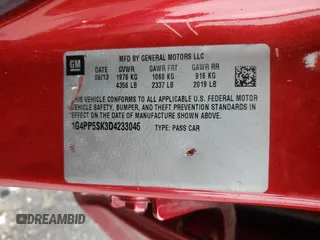 GM
MFD BY GENERAL MOTORS LLC
DATE GVWR GAWR FRT GAWR RR
08/13 1976 KG 1060 KG 916 KG
4356 LB 2337 LB 2019 LB
THIS VEHICLE CONFORMS TO ALL APPLICABLE U.S. FEDERAL MOTOR
VEHICLE SAFETY, BUMPER, AND THEFT PREVENTION STANDARDS IN
EFFECT ON THE DATE OF MANUFACTURE SHOWN ABOVE.
1G4PP5SK3D4233046 TYPE: PASS CAR
DREAMBID